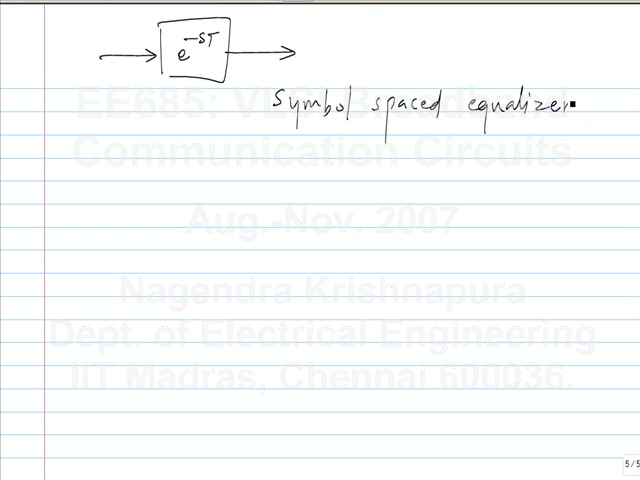 e^-sT
Symbol spaced equalizer
EE685: VLSI Broadband
Communication Circuits
Aug.-Nov. 2007
Nagendra Krishnapura
Dept. of Electrical Engineering
IIT Madras, Chennai 600036.
5/5